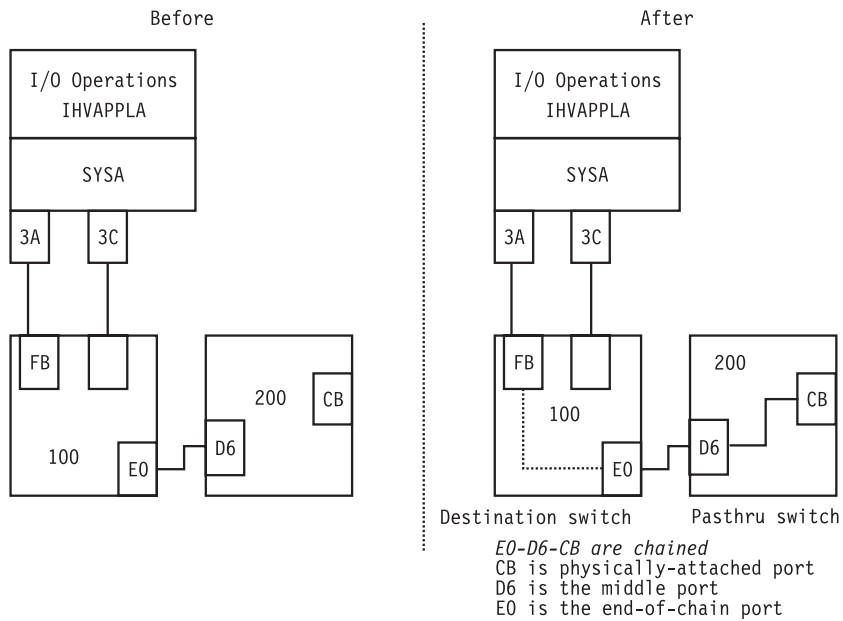 Before
I/O Operations
IHVAPPLA
SYSA
3A
3C
FB
100
E0
D6
200
CB
After
I/O Operations
IHVAPPLA
SYSA
3A
3C
FB
100
E0
D6
200
CB
Destination switch
Pasthru switch
E0-D6-CB are chained
CB is physically-attached port
D6 is the middle port
E0 is the end-of-chain port